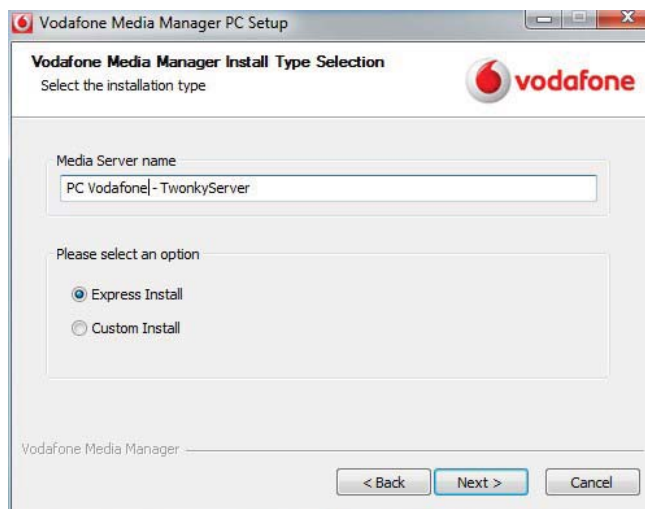 Vodafone Media Manager PC Setup
Vodafone Media Manager Install Type Selection
Select the installation type
vodafone
Media Server name
PC Vodafone - TwonkyServer
Please select an option
Express Install
Custom Install
Vodafone Media Manager
< Back Next > Cancel